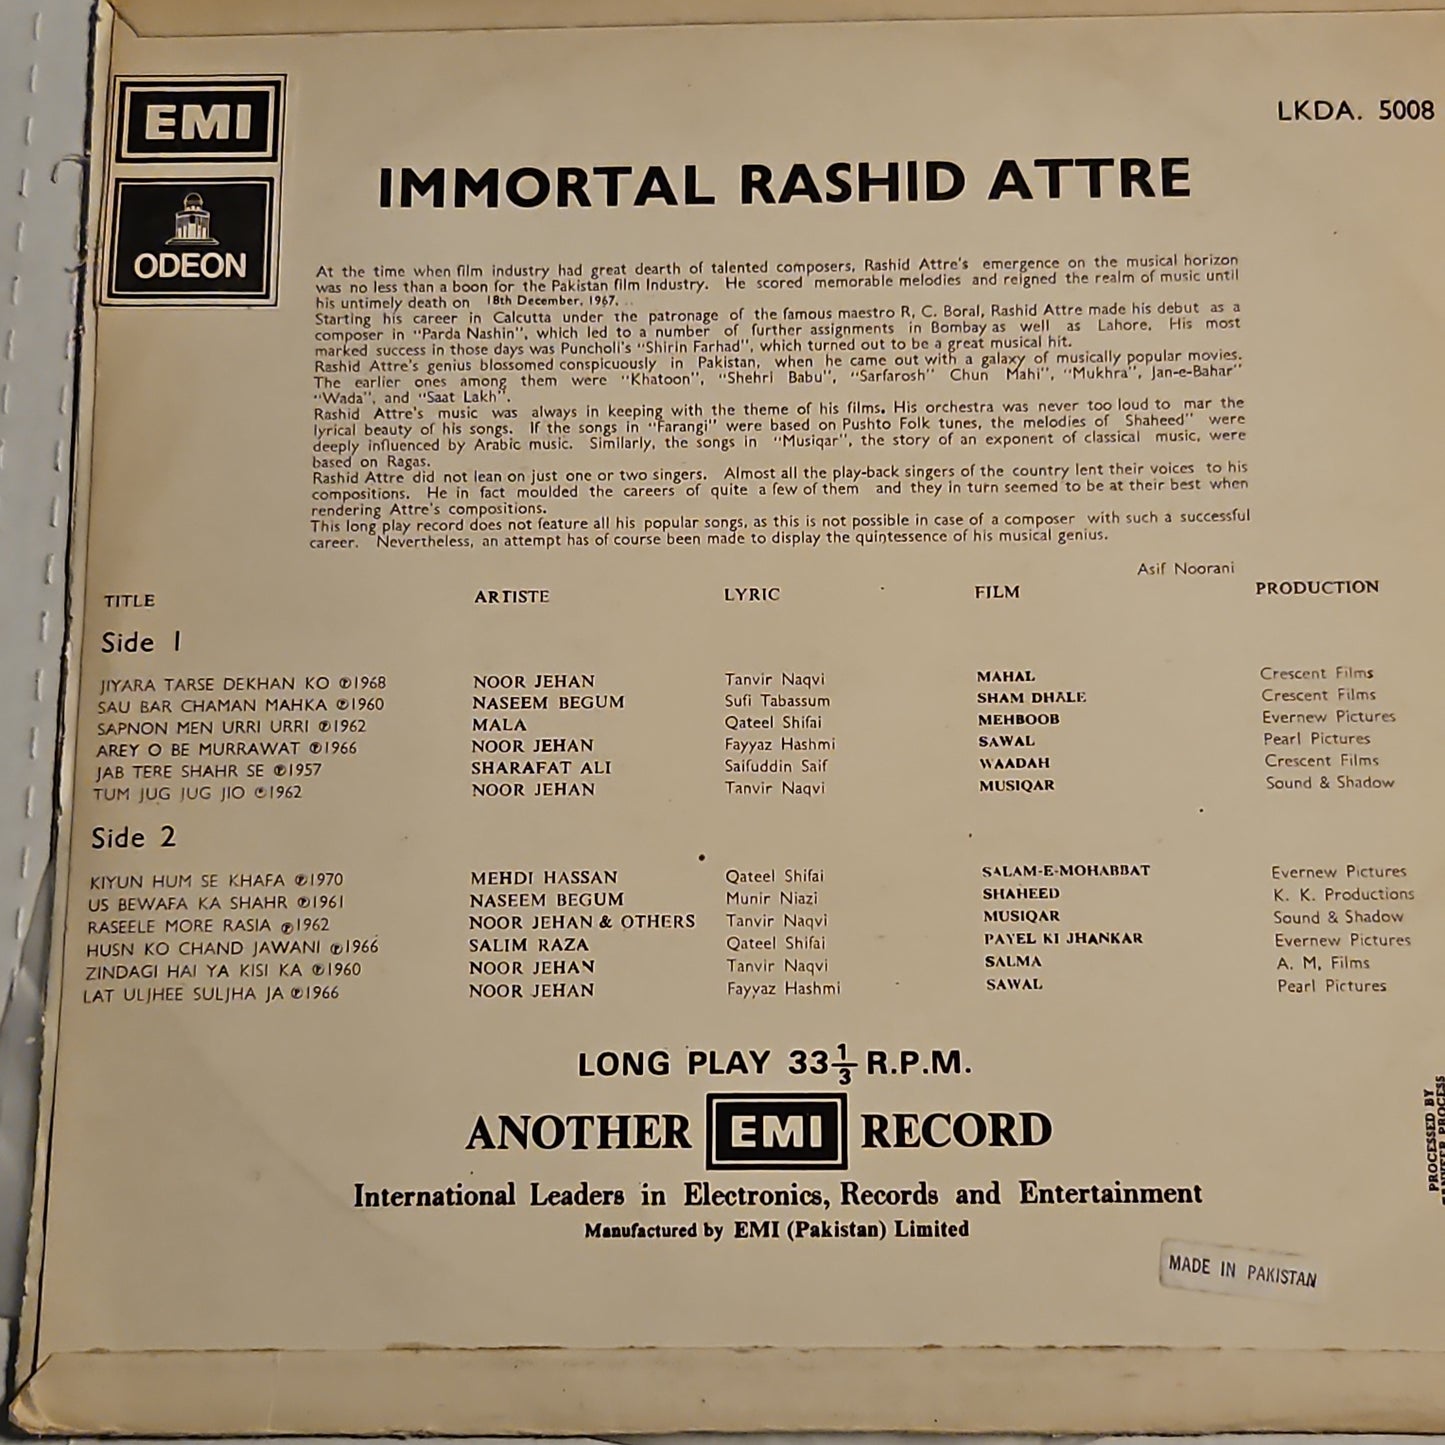 EMI
ODEON
LKDA. 5008
IMMORTAL RASHID ATTRE
At the time when film industry had great dearth of talented composers, Rashid Attre's emergence on the musical horizon
was no less than a boon for the Pakistan film Industry. He scored memorable melodies and reigned the realm of music until
his untimely death on 18th December, 1967. ..
Starting his career in Calcutta under the patronage of the famous maestro R, C. Boral, Rashid Attre made his debut as a
composer in "Parda Nashin", which led to a number of further assignments in Bombay as well as Lahore. His most
marked success in those days was Puncholi's "Shirin Farhad", which turned out to be a great musical hit.
Rashid Attre's genius blossomed conspicuously in Pakistan, when he came out with a galaxy of musically popular movies.
The earlier ones among them were "Khatoon", "Shehri Babu", "Sarfarosh" Chun Mahi", "Mukhra", Jan-e-Bahar"
"Wada", and "Saat Lakh".
Rashid Attre's music was always in keeping with the theme of his films. His orchestra was never too loud to mar the
lyrical beauty of his songs. If the songs in "Farangi" were based on Pushto Folk tunes, the melodies of Shaheed" were
deeply influenced by Arabic music. Similarly, the songs in "Musiqar", the story of an exponent of classical music, were
based on Ragas.
Rashid Attre did not lean on just one or two singers. Almost all the play-back singers of the country lent their voices to his
compositions. He in fact moulded the careers of quite a few of them and they in turn seemed to be at their best when
rendering Attre's compositions.
This long play record does not feature all his popular songs, as this is not possible in case of a composer with such a successful
career. Nevertheless, an attempt has of course been made to display the quintessence of his musical genius.
Asif Noorani
TITLE ARTISTE LYRIC FILM PRODUCTION
Side 1
JIYARA TARSE DEKHAN KO ℗1968 NOOR JEHAN Tanvir Naqvi MAHAL Crescent Films
SAU BAR CHAMAN MAHKA ℗1960 NASEEM BEGUM Sufi Tabassum SHAM DHALE Crescent Films
SAPNON MEN URRI URRI ℗1962 MALA Qateel Shifai MEHBOOB Evernew Pictures
AREY O BE MURRAWAT ℗1966 NOOR JEHAN Fayyaz Hashmi SAWAL Pearl Pictures
JAB TERE SHAHR SE ℗1957 SHARAFAT ALI Saifuddin Saif WAADAH Crescent Films
TUM JUG JUG JIO ℗1962 NOOR JEHAN Tanvir Naqvi MUSIQAR Sound & Shadow
Side 2
KIYUN HUM SE KHAFA ℗1970 MEHDI HASSAN Qateel Shifai SALAM-E-MOHABBAT Evernew Pictures
US BEWAFA KA SHAHR ℗1961 NASEEM BEGUM Munir Niazi SHAHEED K. K. Productions
RASEELE MORE RASIA ℗1962 NOOR JEHAN & OTHERS Tanvir Naqvi MUSIQAR Sound & Shadow
HUSN KO CHAND JAWANI ℗1966 SALIM RAZA Qateel Shifai PAYEL KI JHANKAR Evernew Pictures
ZINDAGI HAI YA KISI KA ℗1960 NOOR JEHAN Tanvir Naqvi SALMA A. M, Films
LAT ULJHEE SULJHA JA ℗1966 NOOR JEHAN Fayyaz Hashmi SAWAL Pearl Pictures
LONG PLAY 33⅓ R.P.M.
ANOTHER EMI RECORD
International Leaders in Electronics, Records and Entertainment
Manufactured by EMI (Pakistan) Limited
MADE IN PAKISTAN
PROCESSED BY
PROCESS